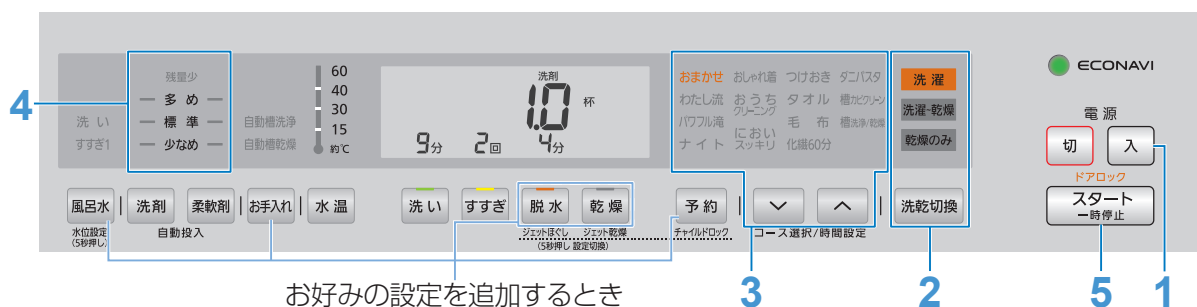 残量少
多め
標準
少なめ
洗い
すすぎ1
自動槽洗浄
自動槽乾燥
60
40
30
15
約℃
洗剤
1.0 杯
9分 2回 4分
おまかせ おしゃれ着 つけおき ダニバスタ
わたし流 おうちクリーニング タオル 槽カビクリーン
パワフル滝 においスッキリ 毛布 槽洗浄/乾燥
ナイト 化繊60分
洗濯
洗濯-乾燥
乾燥のみ
ECONAVI
電源
切 入
ドアロック
スタート
一時停止
4
風呂水 洗剤 柔軟剤 お手入れ 水温 洗い すすぎ 脱水 乾燥 予約 洗乾切換
水位設定
(5秒押し)
自動投入
ジェットほぐし ジェット乾燥 チャイルドロック
(5秒押し 設定切換)
コース選択/時間設定
お好みの設定を追加するとき
3 2 5 1